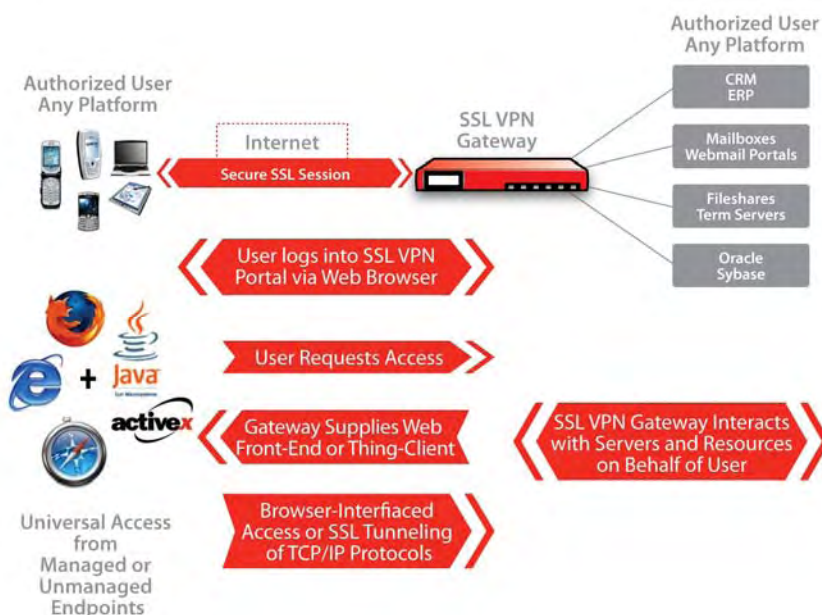 Authorized User
Any Platform
Authorized User
Any Platform
CRM
ERP
Mailboxes
Webmail Portals
Fileshares
Term Servers
Oracle
Sybase
Internet
Secure SSL Session
SSL VPN
Gateway
User logs into SSL VPN
Portal via Web Browser
User Requests Access
+
Java
Sun Microsystems
activex
Gateway Supplies Web
Front-End or Thing-Client
SSL VPN Gateway Interacts
with Servers and Resources
on Behalf of User
Browser-Interfiaced
Access or SSL Tunneling
of TCP/IP Protocols
Universal Access
from
Managed or
Unmanaged
Endpoints